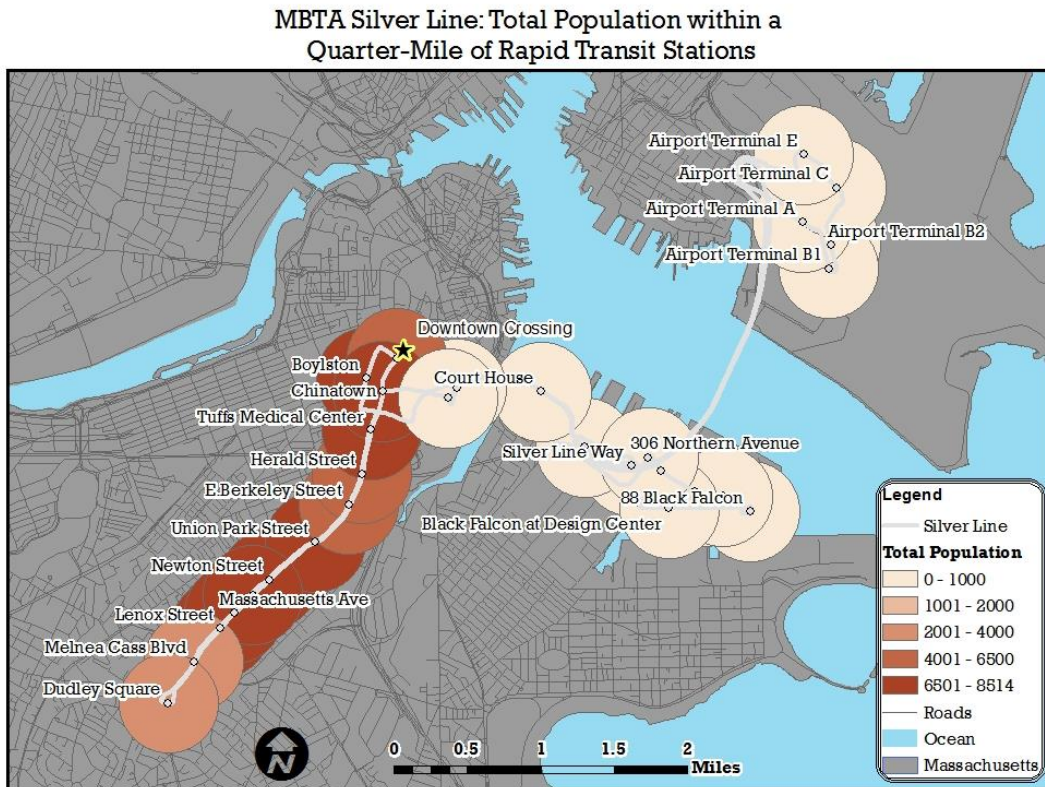 MBTA Silver Line: Total Population within a
Quarter-Mile of Rapid Transit Stations
Airport Terminal E
Airport Terminal C
Airport Terminal A
Airport Terminal B2
Airport Terminal B1
Downtown Crossing
Boylston
Court House
Chinatown
Tuffs Medical Center
306 Northern Avenue
Silver Line Way
Herald Street
E.Berkeley Street
88 Black Falcon
Black Falcon at Design Center
Union Park Street
Newton Street
Massachusetts Ave
Lenox Street
Melnea Cass Blvd
Dudley Square
Legend
Silver Line
Total Population
0 - 1000
1001 - 2000
2001 - 4000
4001 - 6500
6501 - 8514
Roads
Ocean
Massachusetts
N
0 0.5 1 2
Miles